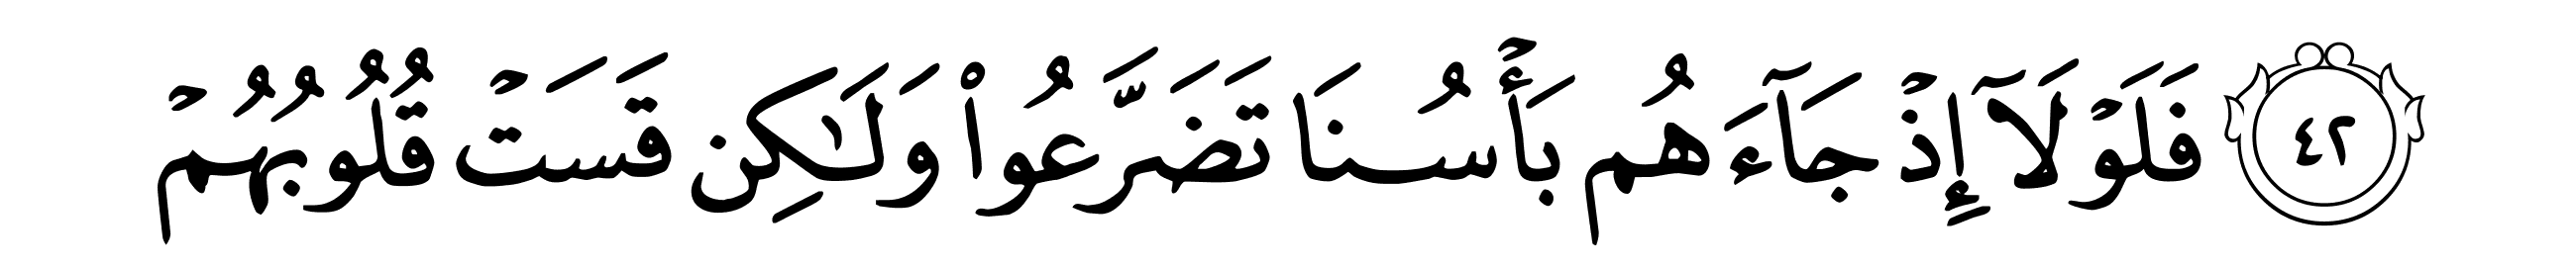 ٤٢ فَلَوۡلَآ إِذۡ جَآءَهُم بَأۡسُنَا تَضَرَّعُواْ وَلَٰكِن قَسَتۡ قُلُوبُهُمۡ